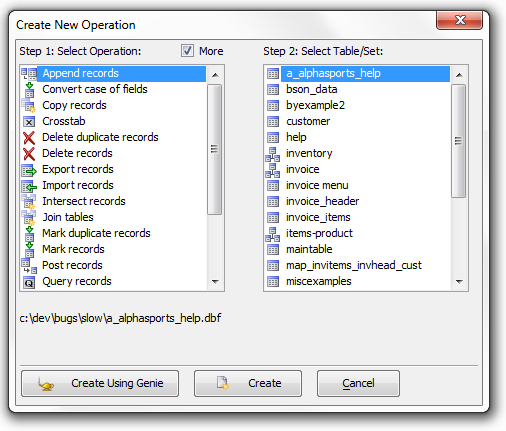 Create New Operation
Step 1: Select Operation:
More
Append records
Convert case of fields
Copy records
Crosstab
Delete duplicate records
Delete records
Export records
Import records
Intersect records
Join tables
Mark duplicate records
Mark records
Post records
Query records
Step 2: Select Table/Set:
a_alphasports_help
bson_data
byexample2
customer
help
inventory
invoice
invoice menu
invoice_header
invoice_items
items-product
maintable
map_invitems_invhead_cust
miscexamples
c:\dev\bugs\slow\a_alphasports_help.dbf
Create Using Genie
Create
Cancel